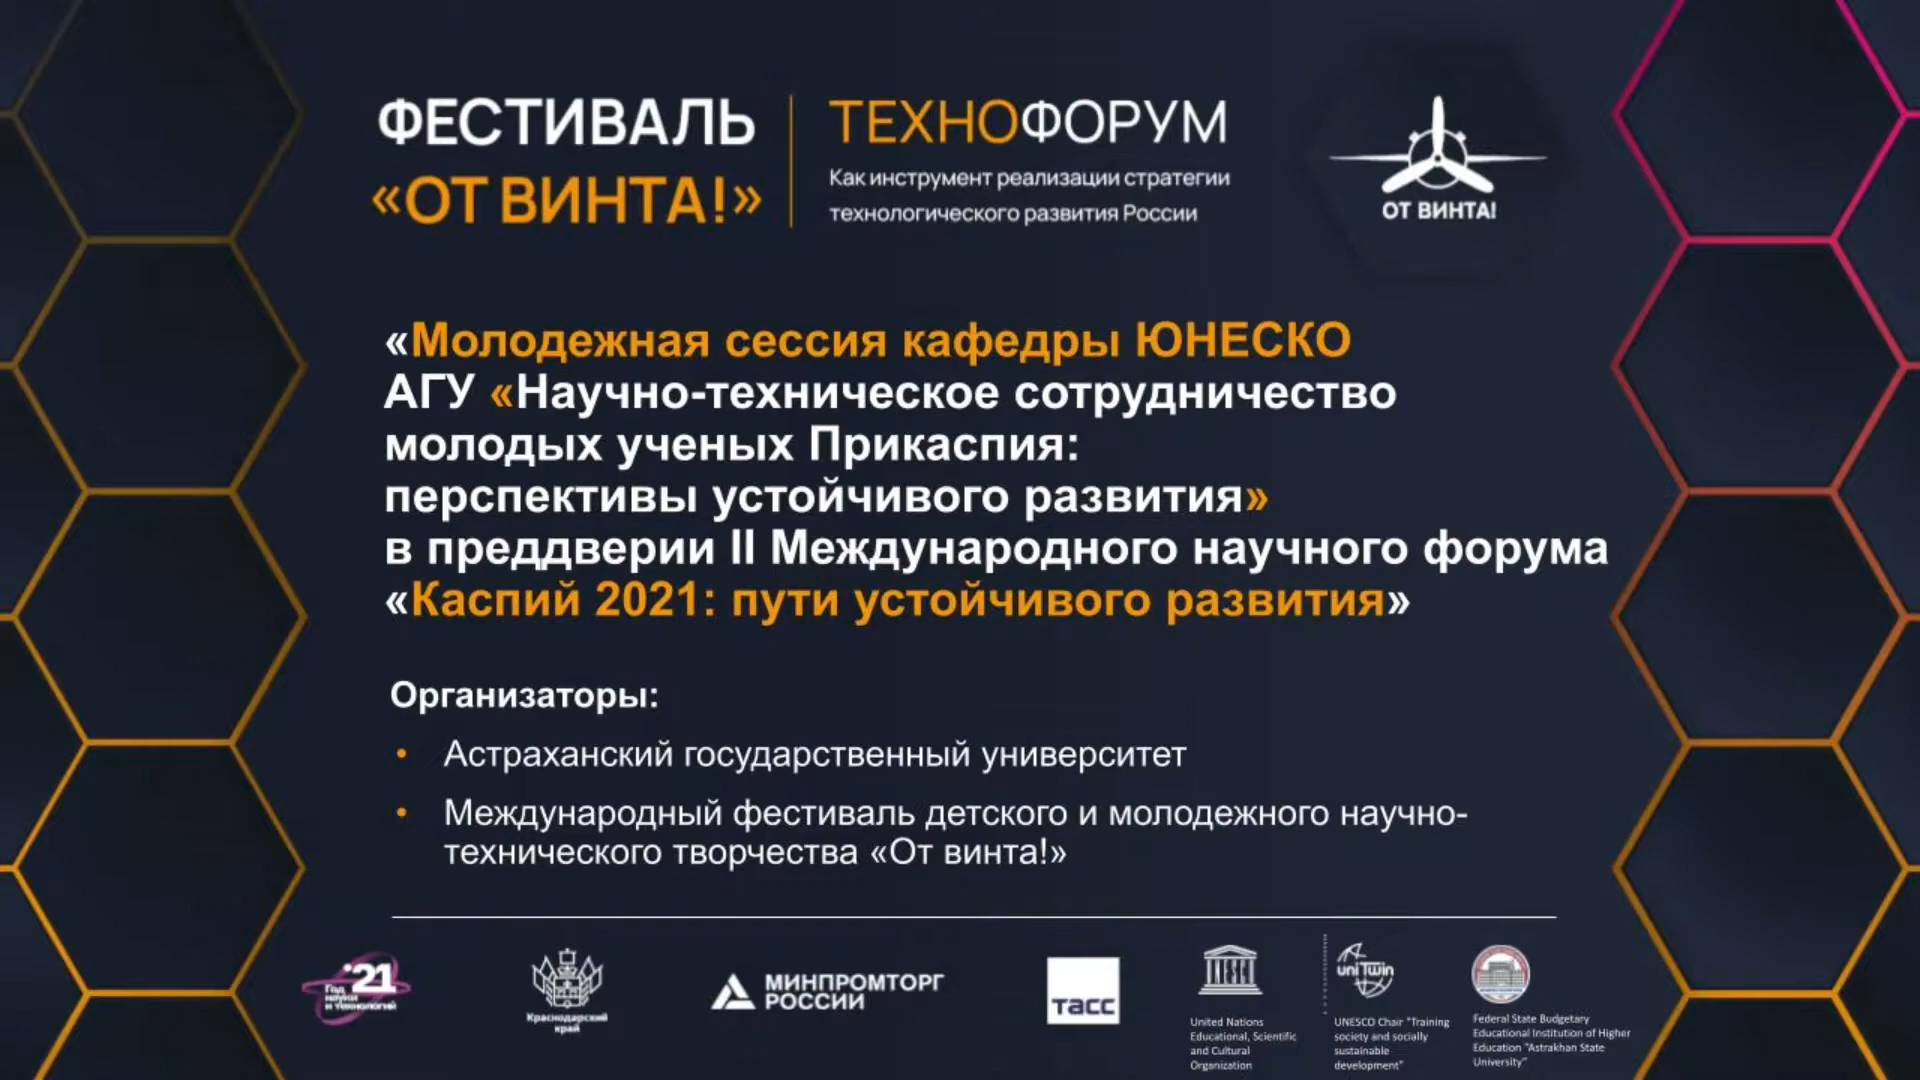 ФЕСТИВАЛЬ
«ОТ ВИНТА!»
ТЕХНОФОРУМ
Как инструмент реализации стратегии
технологического развития России
ОТ ВИНТА!
«Молодежная сессия кафедры ЮНЕСКО
АГУ «Научно-техническое сотрудничество
молодых ученых Прикаспия:
перспективы устойчивого развития»
в преддверии II Международного научного форума
«Каспий 2021: пути устойчивого развития»
Организаторы:
• Астраханский государственный университет
• Международный фестиваль детского и молодежного научно-
технического творчества «От винта!»
'21
Год
науки
и технологий
Краснодарский
край
МИНПРОМТОРГ
РОССИИ
ТАСС
UNESCO
United Nations
Educational, Scientific
and Cultural
Organization
uniTwin
UNESCO Chair "Training
society and socially
sustainable
development"
Federal State Budgetary
Educational Institution of Higher
Education "Astrakhan State
University"